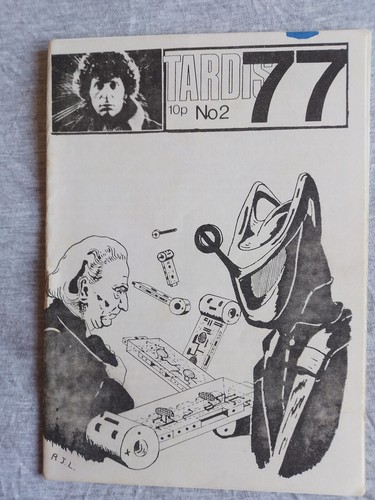 TARDIS 77
10p No2
R.J.L.